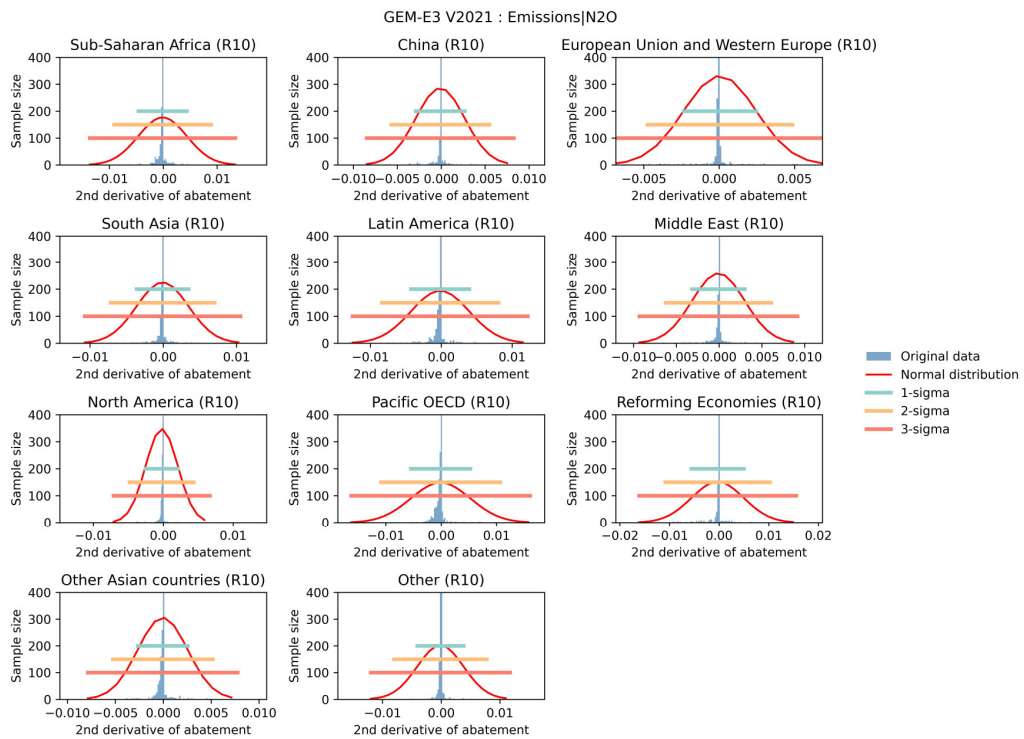 GEM-E3 V2021 : Emissions|N2O
Sub-Saharan Africa (R10)
Sample size
400
300
200
100
0
−0.01 0.00 0.01
2nd derivative of abatement
China (R10)
Sample size
400
300
200
100
0
−0.010 −0.005 0.000 0.005 0.010
2nd derivative of abatement
European Union and Western Europe (R10)
Sample size
400
300
200
100
0
−0.005 0.000 0.005
2nd derivative of abatement
South Asia (R10)
Sample size
400
300
200
100
0
−0.01 0.00 0.01
2nd derivative of abatement
Latin America (R10)
Sample size
400
300
200
100
0
−0.01 0.00 0.01
2nd derivative of abatement
Middle East (R10)
Sample size
400
300
200
100
0
−0.010 −0.005 0.000 0.005 0.010
2nd derivative of abatement
Original data
Normal distribution
1-sigma
2-sigma
3-sigma
North America (R10)
Sample size
400
300
200
100
0
−0.01 0.00 0.01
2nd derivative of abatement
Pacific OECD (R10)
Sample size
400
300
200
100
0
−0.01 0.00 0.01
2nd derivative of abatement
Reforming Economies (R10)
Sample size
400
300
200
100
0
−0.02 −0.01 0.00 0.01 0.02
2nd derivative of abatement
Other Asian countries (R10)
Sample size
400
300
200
100
0
−0.010 −0.005 0.000 0.005 0.010
2nd derivative of abatement
Other (R10)
Sample size
400
300
200
100
0
−0.01 0.00 0.01
2nd derivative of abatement